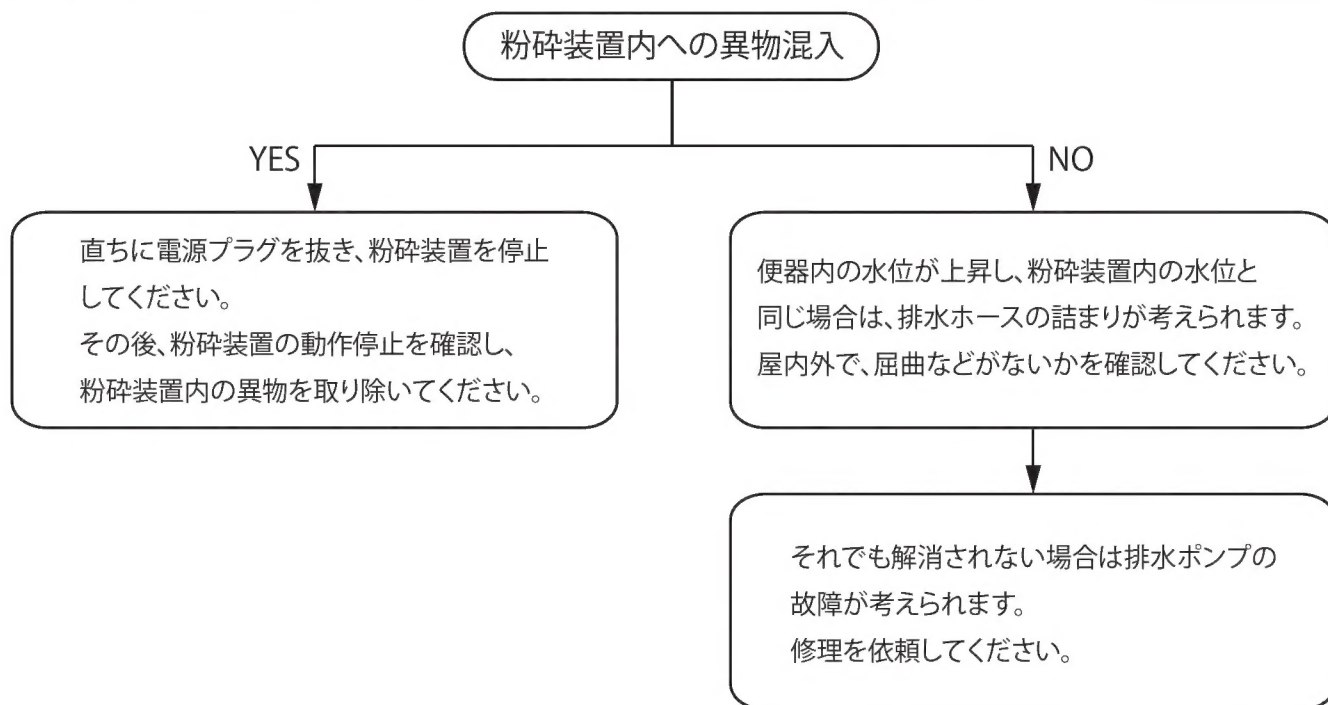 粉砕装置内への異物混入
YES
NO
直ちに電源プラグを抜き、粉砕装置を停止
してください。
その後、粉砕装置の動作停止を確認し、
粉砕装置内の異物を取り除いてください。
便器内の水位が上昇し、粉砕装置内の水位と
同じ場合は、排水ホースの詰まりが考えられます。
屋内外で、屈曲などがないかを確認してください。
それでも解消されない場合は排水ポンプの
故障が考えられます。
修理を依頼してください。